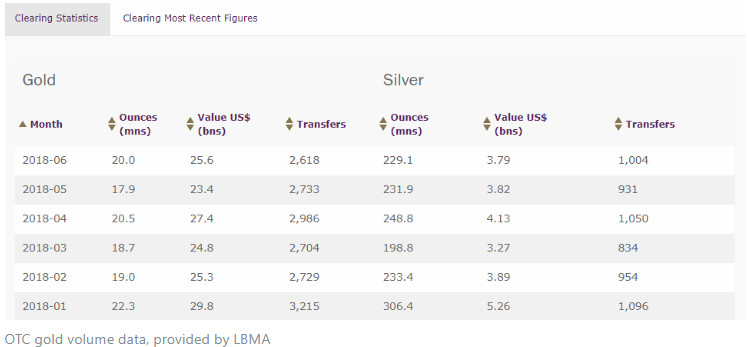 Clearing Statistics Clearing Most Recent Figures
Gold Silver
Month Ounces (mns) Value US$ (bns) Transfers Ounces (mns) Value US$ (bns) Transfers
2018-06 20.0 25.6 2,618 229.1 3.79 1,004
2018-05 17.9 23.4 2,733 231.9 3.82 931
2018-04 20.5 27.4 2,986 248.8 4.13 1,050
2018-03 18.7 24.8 2,704 198.8 3.27 834
2018-02 19.0 25.3 2,729 233.4 3.89 954
2018-01 22.3 29.8 3,215 306.4 5.26 1,096
OTC gold volume data, provided by LBMA